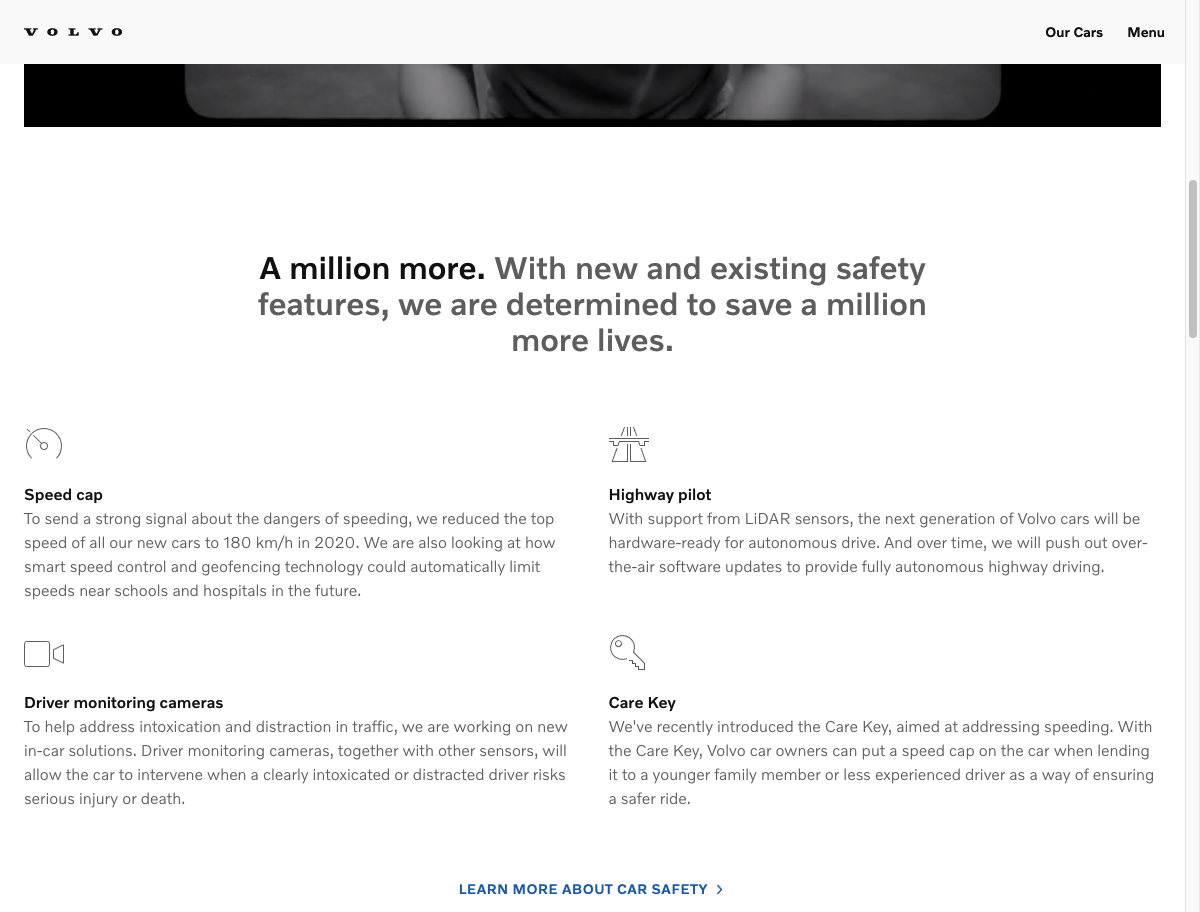 VOLVO
Our Cars
Menu
A million more. With new and existing safety
features, we are determined to save a million
more lives.
Speed cap
To send a strong signal about the dangers of speeding, we reduced the top
speed of all our new cars to 180 km/h in 2020. We are also looking at how
smart speed control and geofencing technology could automatically limit
speeds near schools and hospitals in the future.
Highway pilot
With support from LiDAR sensors, the next generation of Volvo cars will be
hardware-ready for autonomous drive. And over time, we will push out over-
the-air software updates to provide fully autonomous highway driving.
Driver monitoring cameras
To help address intoxication and distraction in traffic, we are working on new
in-car solutions. Driver monitoring cameras, together with other sensors, will
allow the car to intervene when a clearly intoxicated or distracted driver risks
serious injury or death.
Care Key
We've recently introduced the Care Key, aimed at addressing speeding. With
the Care Key, Volvo car owners can put a speed cap on the car when lending
it to a younger family member or less experienced driver as a way of ensuring
a safer ride.
LEARN MORE ABOUT CAR SAFETY